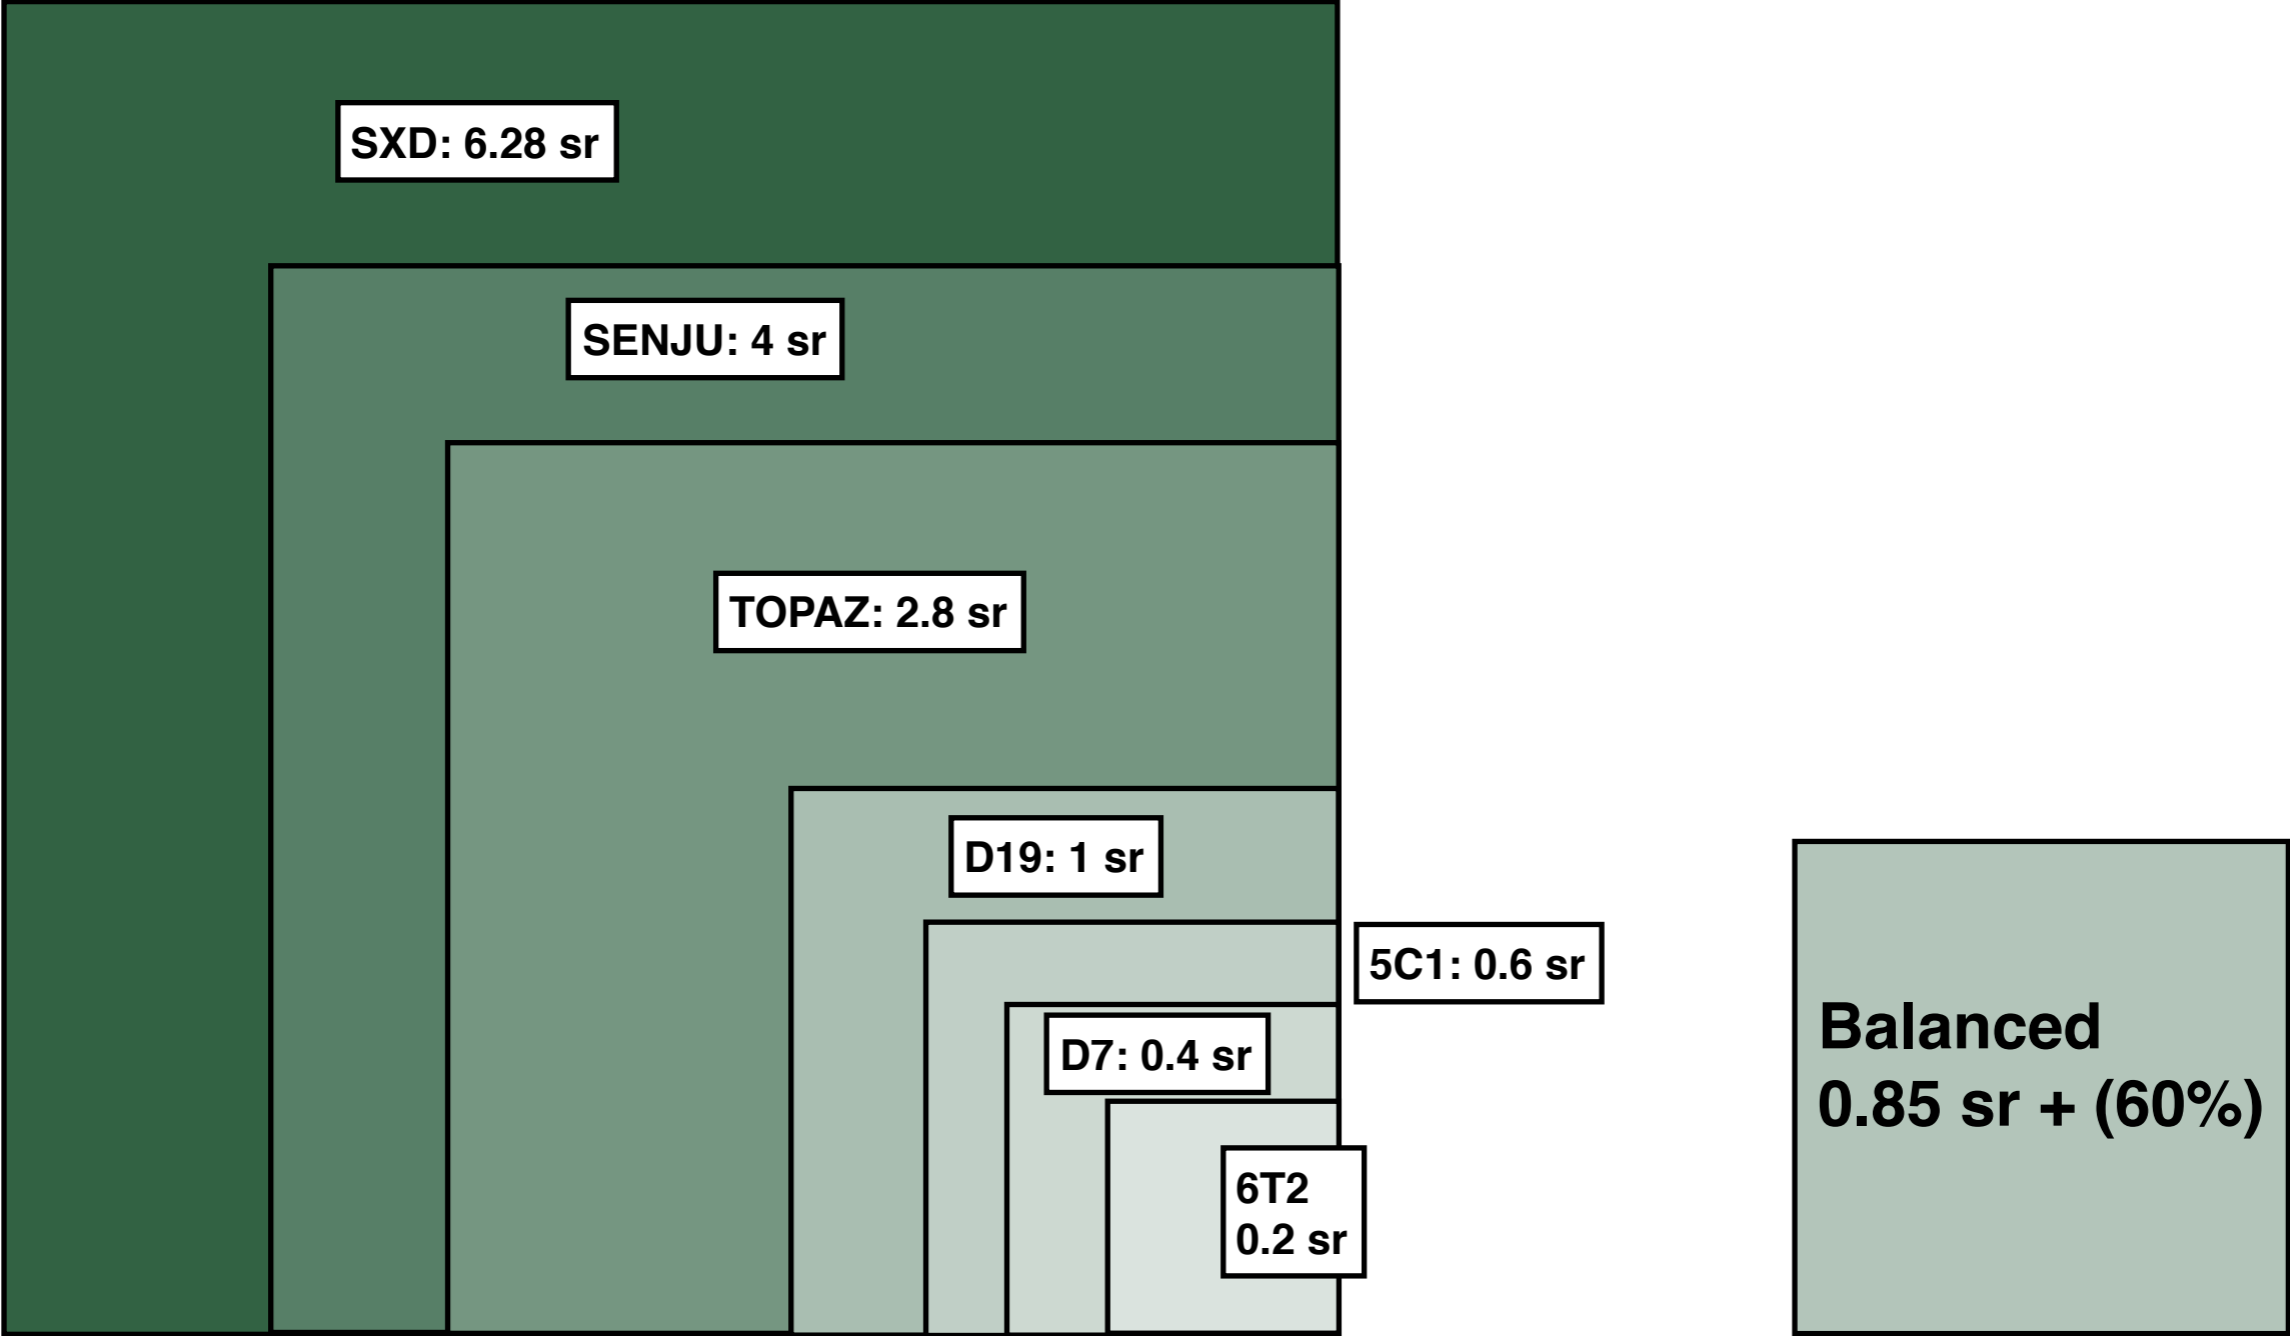 SXD: 6.28 sr
SENJU: 4 sr
TOPAZ: 2.8 sr
D19: 1 sr
5C1: 0.6 sr
D7: 0.4 sr
6T2
0.2 sr
Balanced
0.85 sr + (60%)